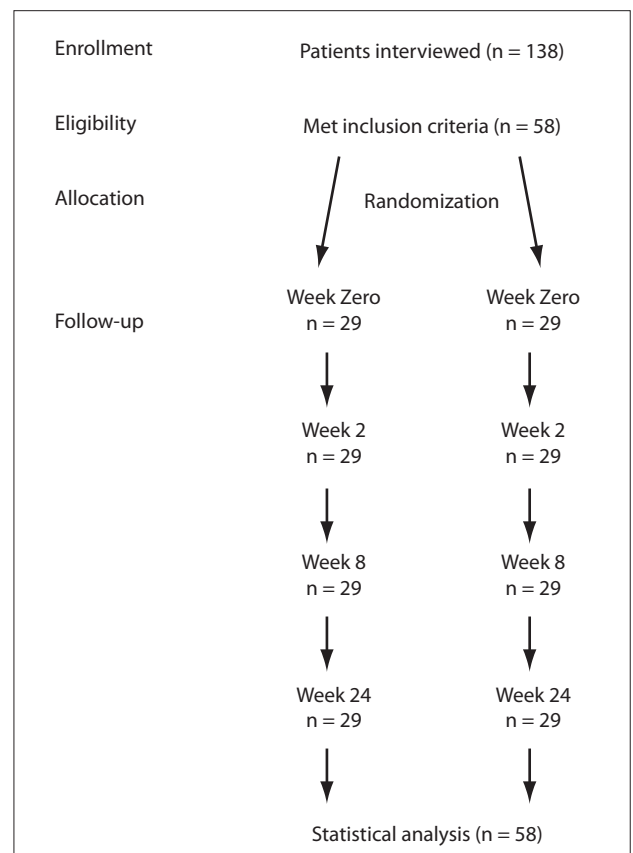 Enrollment
Patients interviewed (n = 138)
Eligibility
Met inclusion criteria (n = 58)
Allocation
Randomization
Follow-up
Week Zero
n = 29
Week Zero
n = 29
Week 2
n = 29
Week 2
n = 29
Week 8
n = 29
Week 8
n = 29
Week 24
n = 29
Week 24
n = 29
Statistical analysis (n = 58)